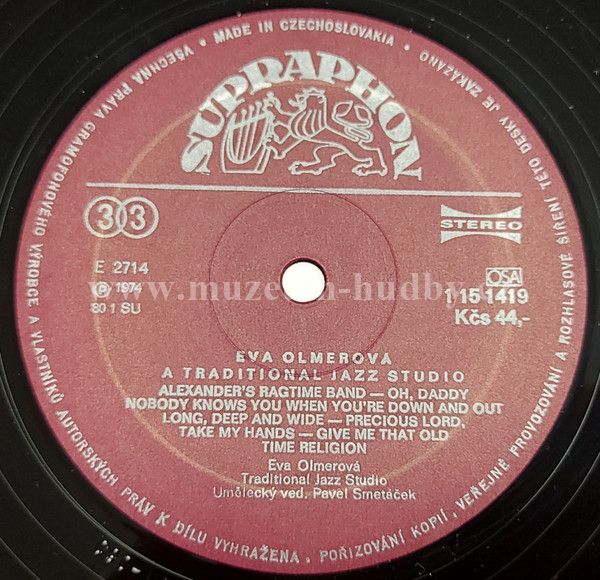 VŠECHNA PRÁVA GRAMOFONOVÉHO VÝROBCE A VLASTNÍKŮ AUTORSKÝCH PRÁV K DÍLU VYHRAŽENA. POŘIZOVÁNÍ KOPIÍ, VEŘEJNÉ PROVOZOVÁNÍ A ROZHLASOVÉ ŠÍŘENÍ TÉTO DESKY JE ZAKÁZÁNO
• MADE IN CZECHOSLOVAKIA •
SUPRAPHON
33
STEREO
E 2714
℗ 1974
80 1 SU
OSA
1 15 1419
Kčs 44,-
www.muzeum-hudby.
EVA OLMEROVÁ
A TRADITIONAL JAZZ STUDIO
ALEXANDER'S RAGTIME BAND — OH, DADDY
NOBODY KNOWS YOU WHEN YOU'RE DOWN AND OUT
LONG, DEEP AND WIDE — PRECIOUS LORD,
TAKE MY HANDS — GIVE ME THAT OLD
TIME RELIGION
Eva Olmerová
Traditional Jazz Studio
Umělecký ved. Pavel Smetáček